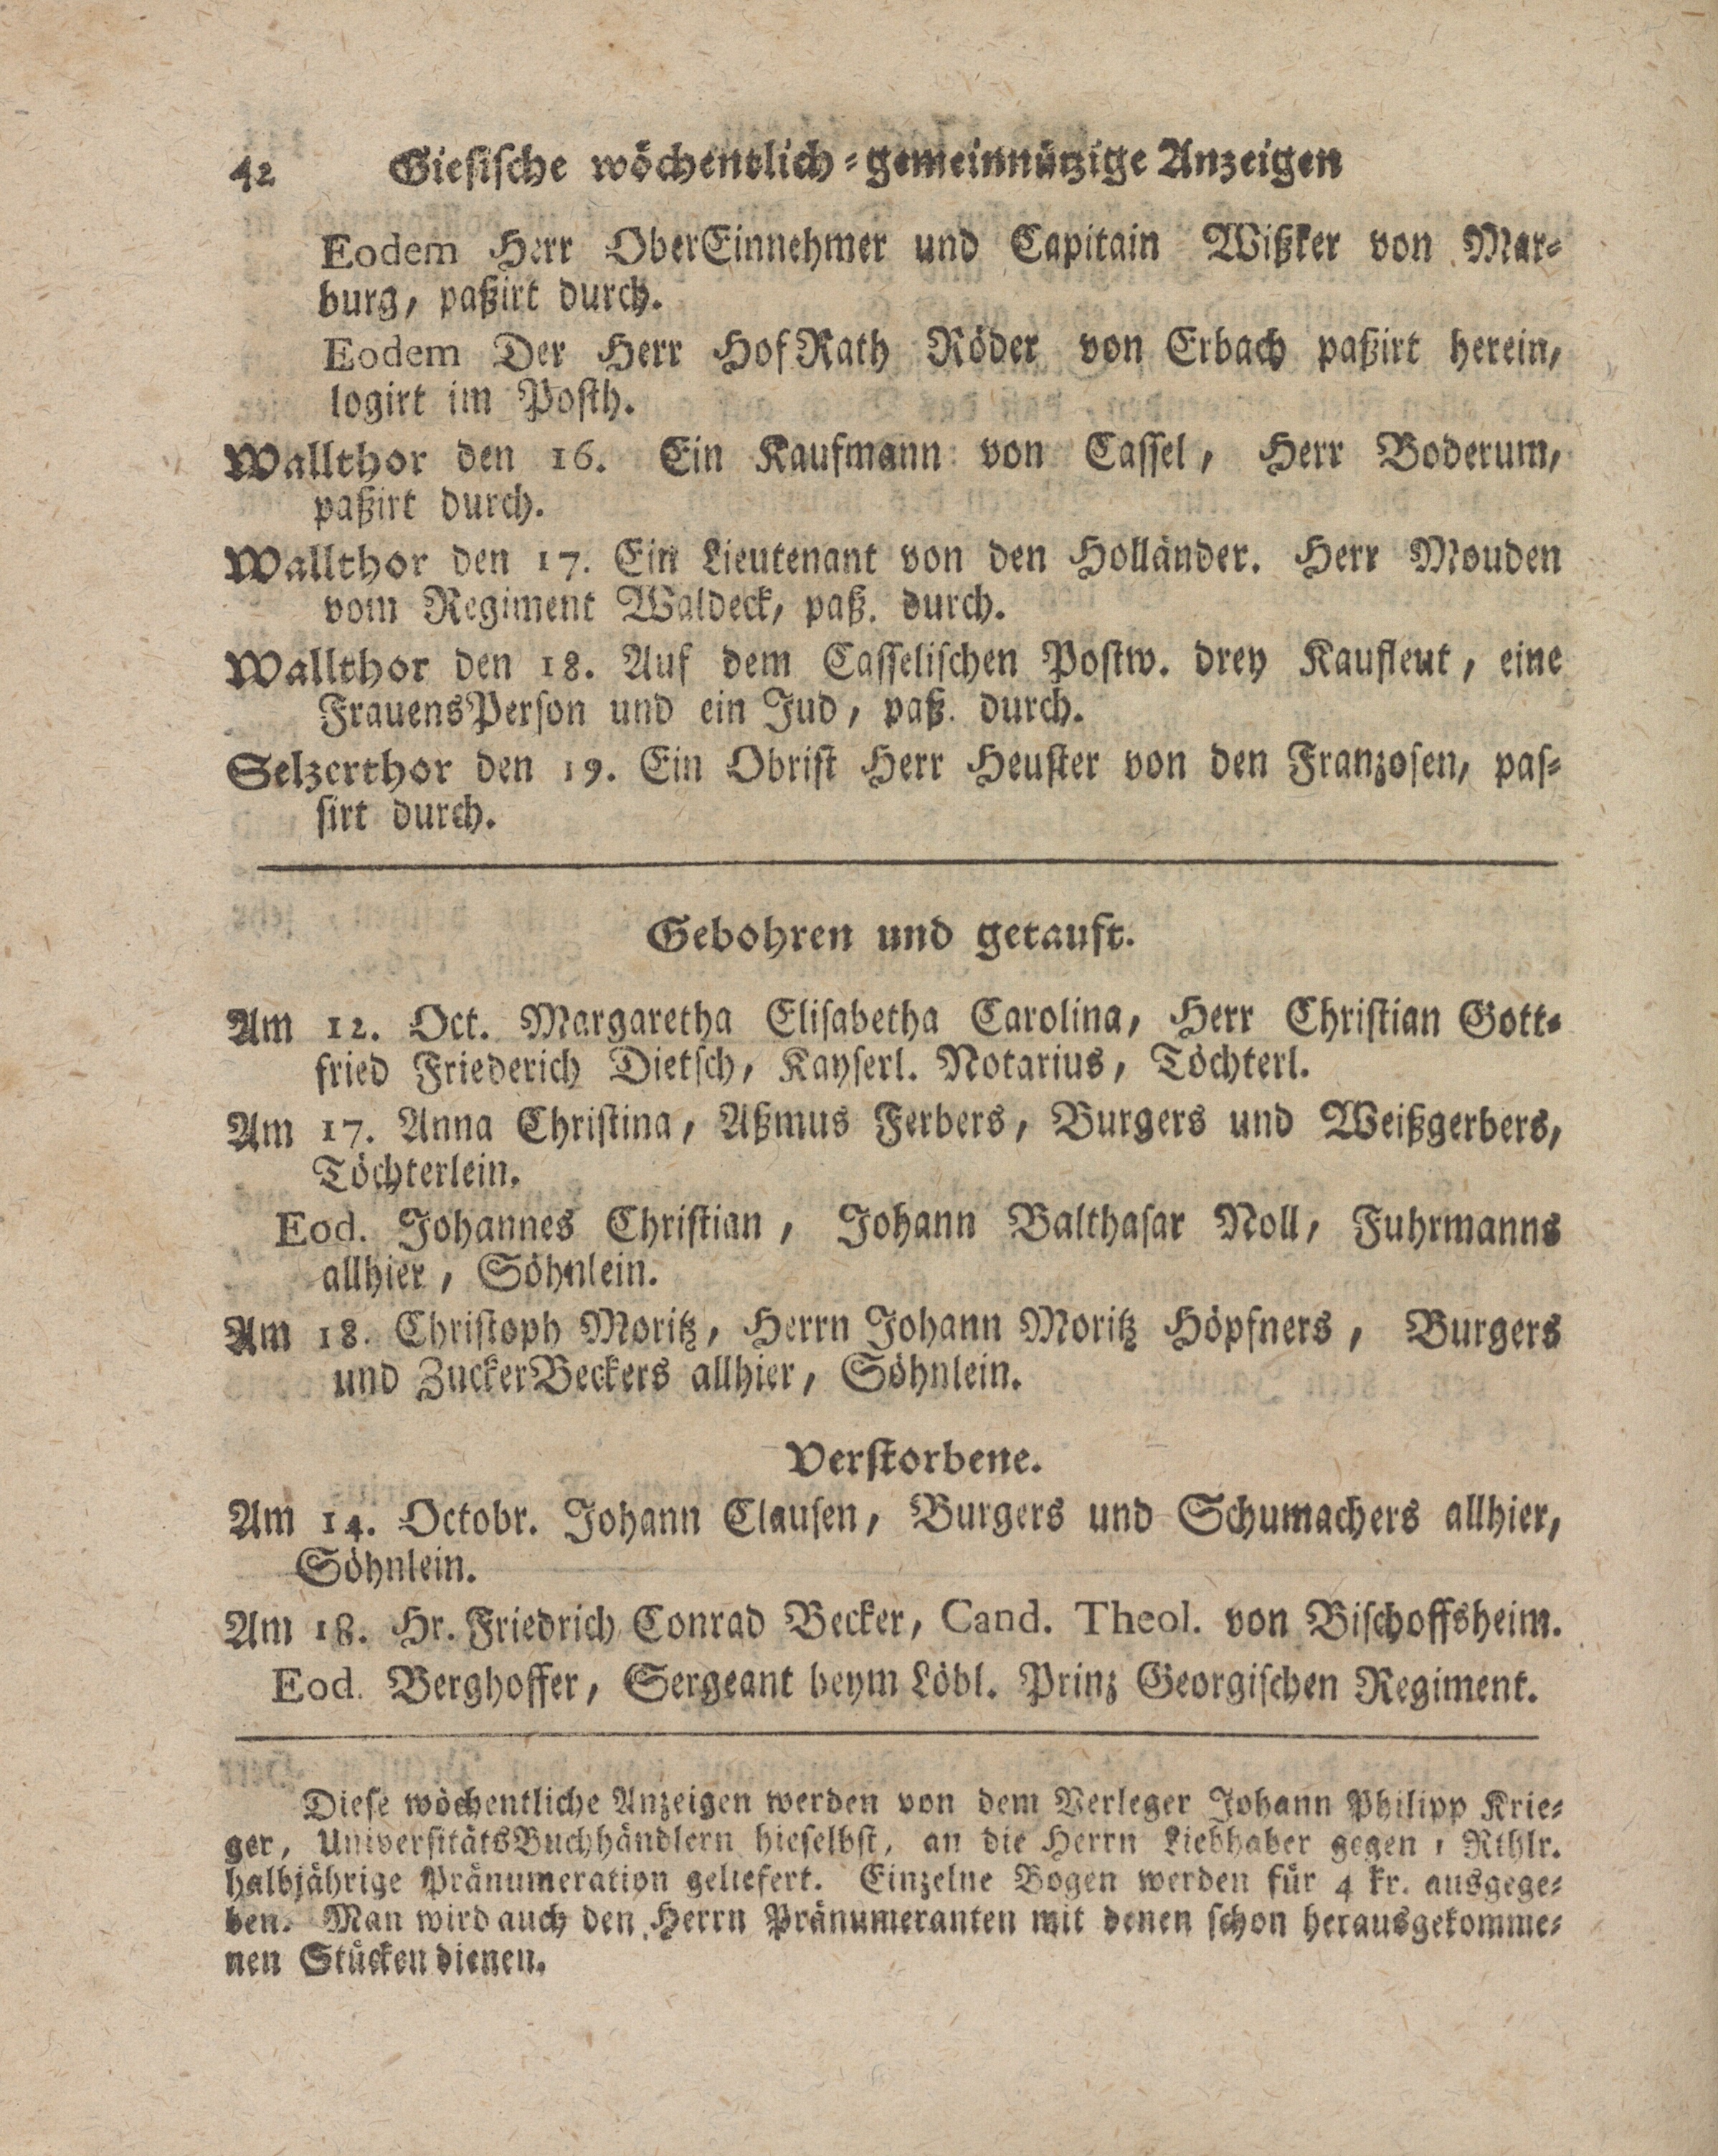 42 Giesische wöchentlich-gemeinnützige Anzeigen
Eodem Herr OberEinnehmer und Capitain Wißker von Mar-
burg, paßirt durch.
Eodem Der Herr HofRath Röder von Erbach paßirt herein,
logirt im Posth.
Wallthor den 16. Ein Kaufmann von Cassel, Herr Boderum,
paßirt durch.
Wallthor den 17. Ein Lieutenant von den Holländer. Herr Mouden
vom Regiment Waldeck, paß. durch.
Wallthor den 18. Auf dem Casselischen Postw. drey Kaufleut, eine
FrauensPerson und ein Jud, paß. durch.
Selzerthor den 19. Ein Obrist Herr Heuster von den Franzosen, pas-
sirt durch.
Gebohren und getauft.
Am 12. Oct. Margaretha Elisabetha Carolina, Herr Christian Gott-
fried Friederich Dietsch, Kayserl. Notarius, Töchterl.
Am 17. Anna Christina, Aßmus Ferbers, Burgers und Weißgerbers,
Töchterlein.
Eod. Johannes Christian, Johann Balthasar Noll, Fuhrmanns
allhier, Söhnlein.
Am 18. Christoph Moritz, Herrn Johann Moritz Höpfners, Burgers
und ZuckerBeckers allhier, Söhnlein.
Verstorbene.
Am 14. Octobr. Johann Clausen, Burgers und Schumachers allhier,
Söhnlein.
Am 18. Hr. Friedrich Conrad Becker, Cand. Theol. von Bischoffsheim.
Eod. Berghoffer, Sergeant beym Löbl. Prinz Georgischen Regiment.
Diese wöchentliche Anzeigen werden von dem Verleger Johann Philipp Krie-
ger, UniversitätsBuchhändlern hieselbst, an die Herrn Liebhaber gegen 1 Rthlr.
halbjährige Pränumeration geliefert. Einzelne Bogen werden für 4 kr. ausgege-
ben. Man wird auch den Herrn Pränumeranten mit denen schon herausgekomme-
nen Stücken dienen.